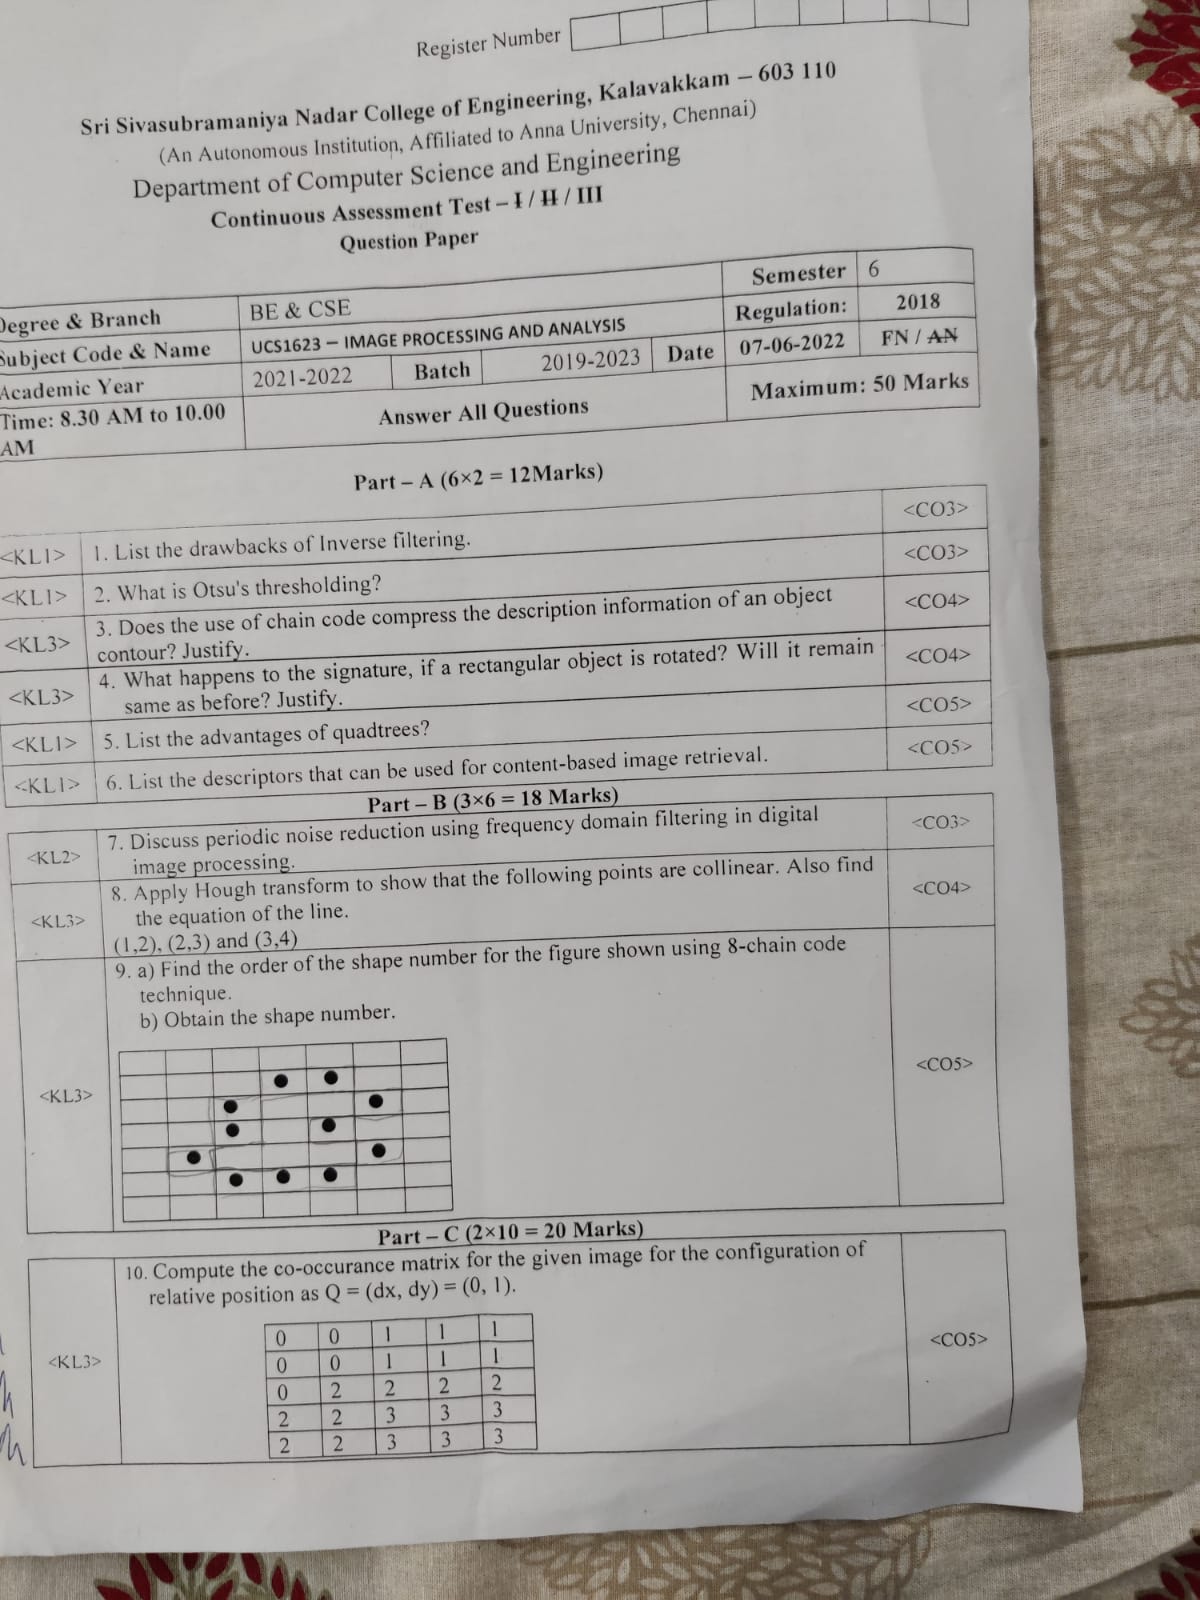 Register Number
Sri Sivasubramaniya Nadar College of Engineering, Kalavakkam – 603 110
(An Autonomous Institution, Affiliated to Anna University, Chennai)
Department of Computer Science and Engineering
Continuous Assessment Test – I / II / III
Question Paper
Degree & Branch BE & CSE Semester 6
Subject Code & Name UCS1623 – IMAGE PROCESSING AND ANALYSIS Regulation: 2018
Academic Year 2021-2022 Batch 2019-2023 Date 07-06-2022 FN / AN
Time: 8.30 AM to 10.00 Answer All Questions Maximum: 50 Marks
AM
Part – A (6×2 = 12Marks)
<KL1> 1. List the drawbacks of Inverse filtering. <CO3>
<KL1> 2. What is Otsu's thresholding? <CO3>
<KL3> 3. Does the use of chain code compress the description information of an object <CO4>
contour? Justify.
<KL3> 4. What happens to the signature, if a rectangular object is rotated? Will it remain <CO4>
same as before? Justify.
<KL1> 5. List the advantages of quadtrees? <CO5>
<KL1> 6. List the descriptors that can be used for content-based image retrieval. <CO5>
Part – B (3×6 = 18 Marks)
<KL2> 7. Discuss periodic noise reduction using frequency domain filtering in digital <CO3>
image processing.
<KL3> 8. Apply Hough transform to show that the following points are collinear. Also find <CO4>
the equation of the line.
(1,2), (2,3) and (3,4)
9. a) Find the order of the shape number for the figure shown using 8-chain code
technique.
b) Obtain the shape number.
<KL3> <CO5>
Part – C (2×10 = 20 Marks)
10. Compute the co-occurance matrix for the given image for the configuration of
relative position as Q = (dx, dy) = (0, 1).
<KL3> <CO5>
0 0 1 1 1
0 0 1 1 1
0 2 2 2 2
2 2 3 3 3
2 2 3 3 3